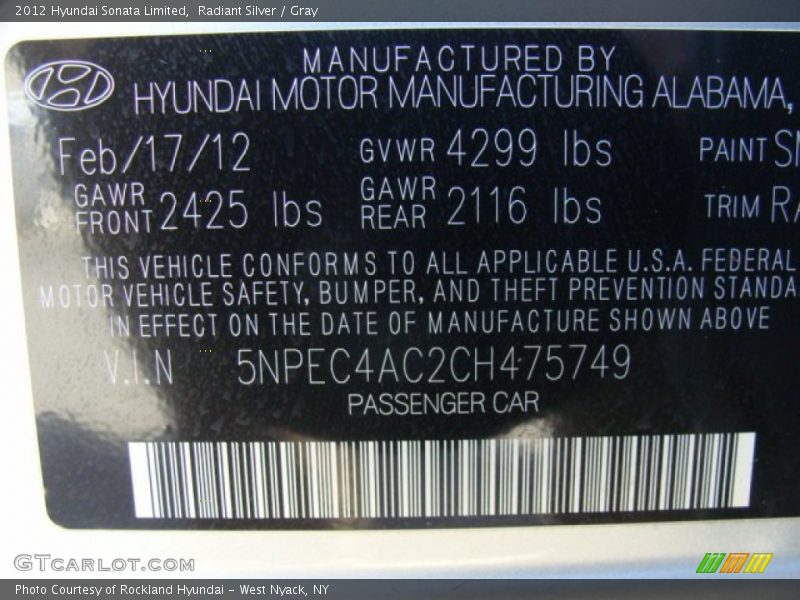 2012 Hyundai Sonata Limited, Radiant Silver / Gray
MANUFACTURED BY
HYUNDAI MOTOR MANUFACTURING ALABAMA,
Feb/17/12 GVWR 4299 lbs PAINT
GAWR FRONT 2425 lbs GAWR REAR 2116 lbs TRIM
THIS VEHICLE CONFORMS TO ALL APPLICABLE U.S.A. FEDERAL
MOTOR VEHICLE SAFETY, BUMPER, AND THEFT PREVENTION STANDA
IN EFFECT ON THE DATE OF MANUFACTURE SHOWN ABOVE
V.I.N 5NPEC4AC2CH475749
PASSENGER CAR
GTCARLOT.COM
Photo Courtesy of Rockland Hyundai - West Nyack, NY